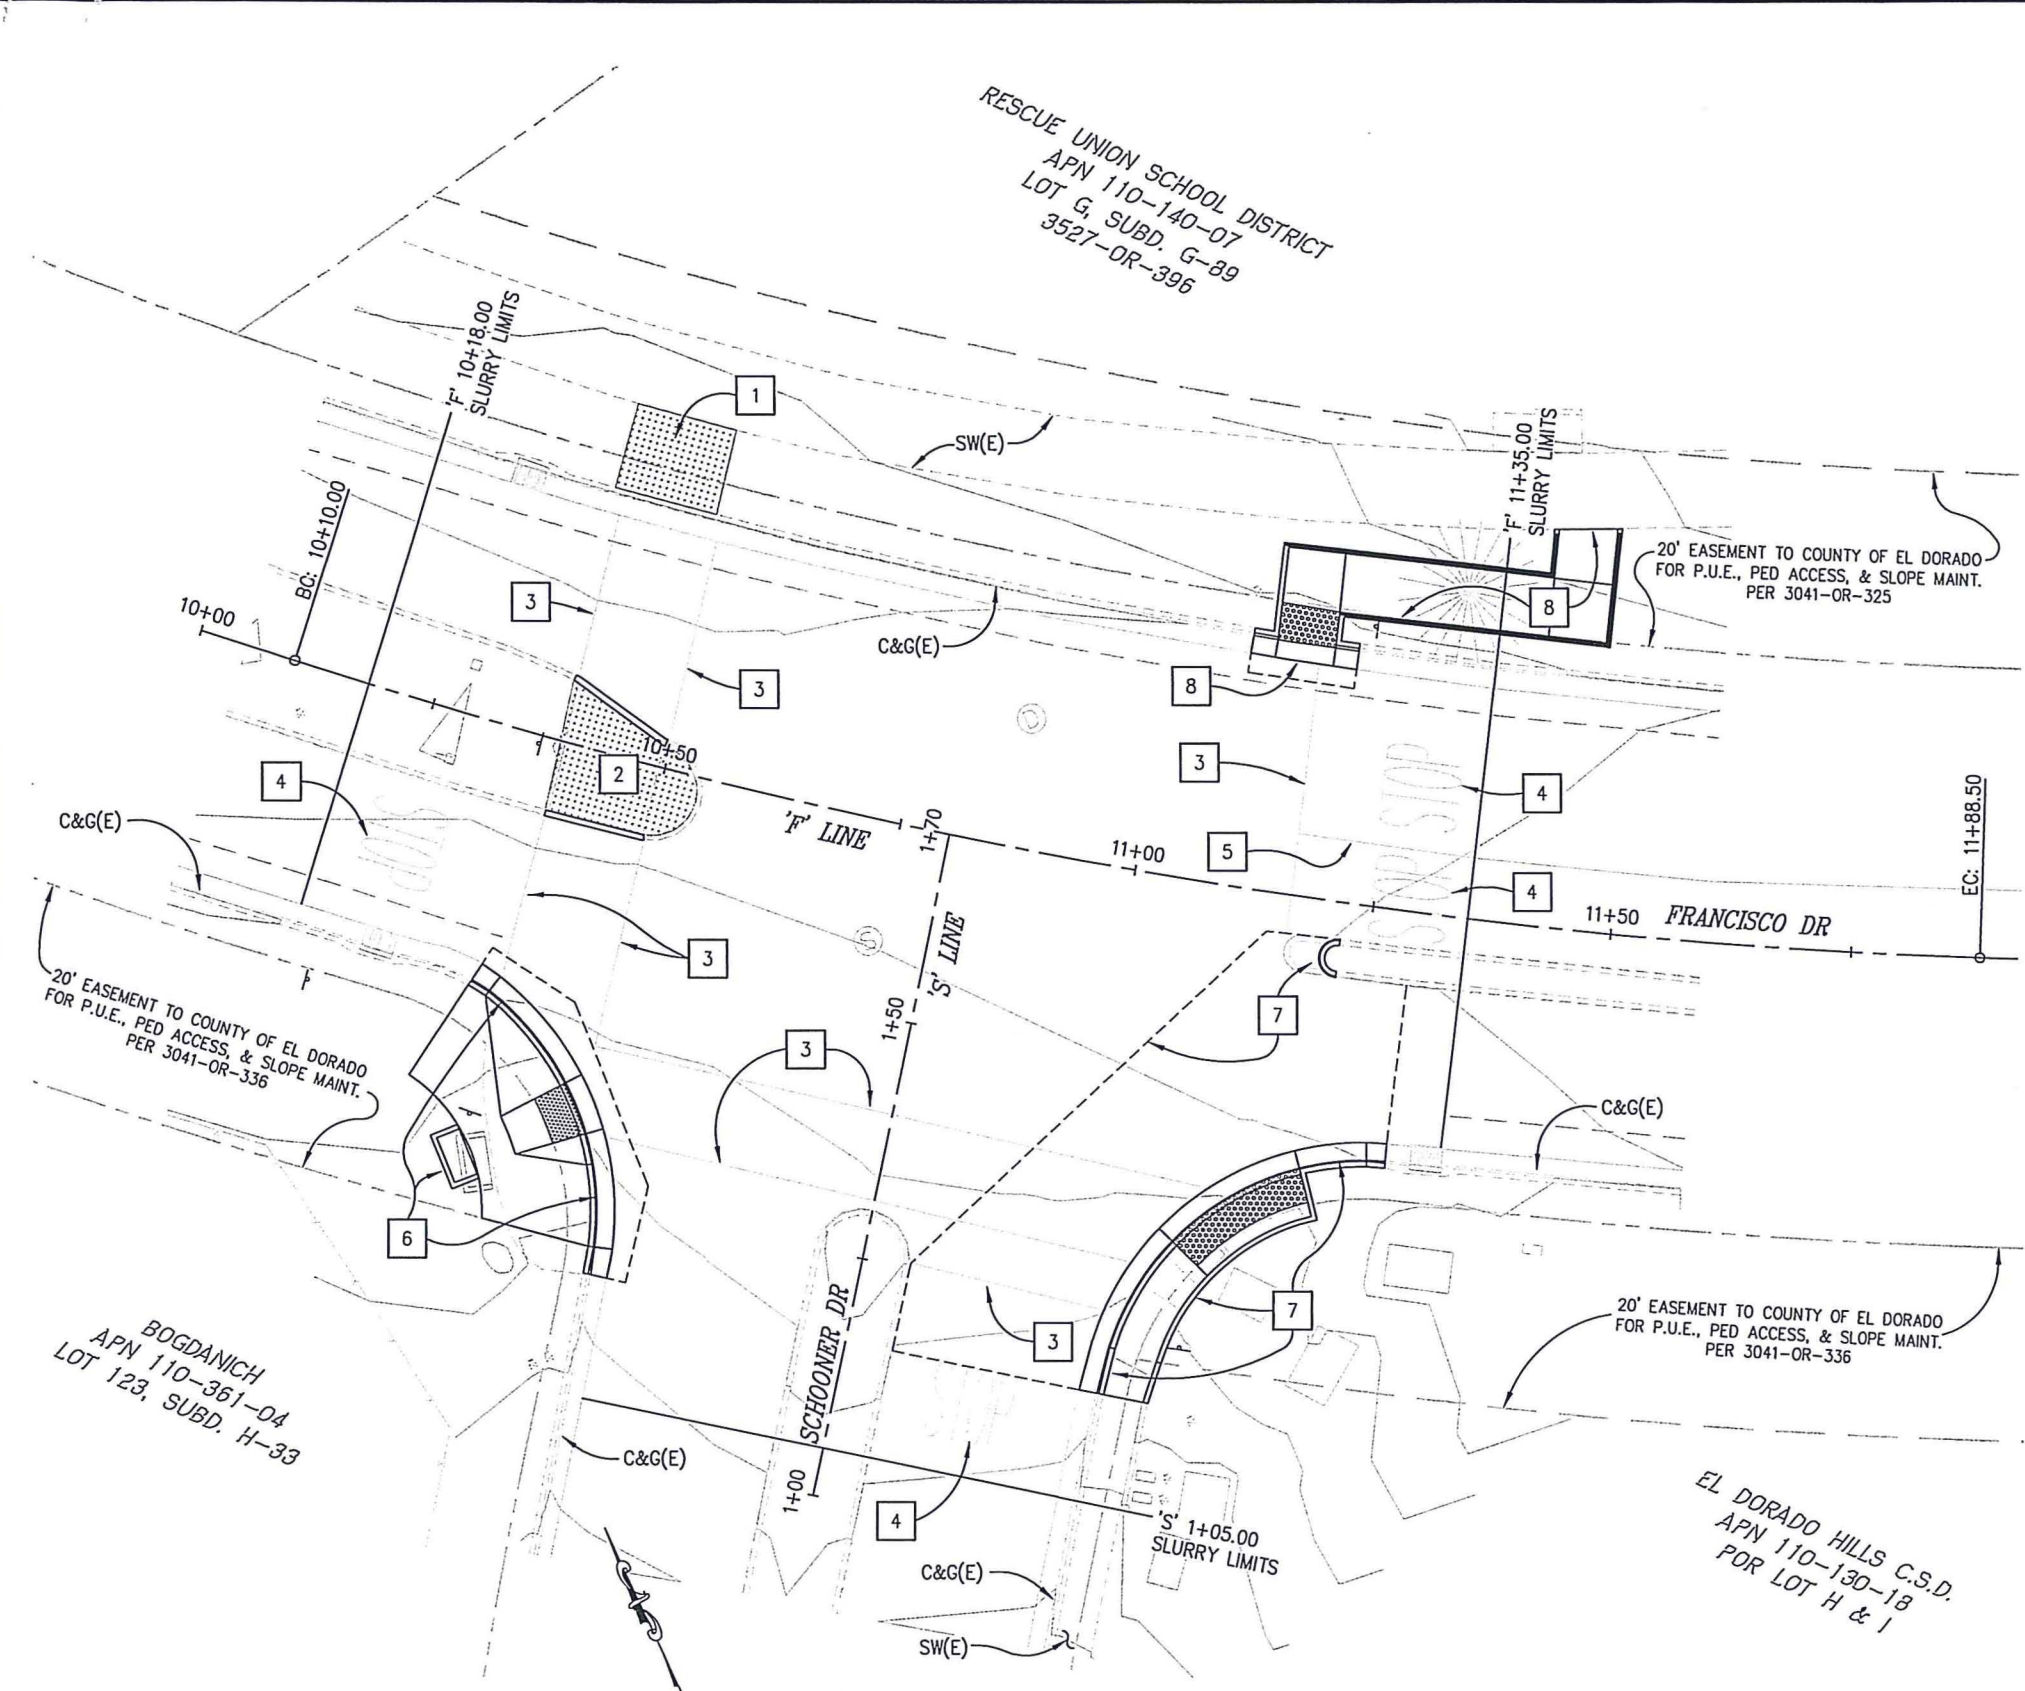 RESCUE UNION SCHOOL DISTRICT
APN 110-140-07
LOT G, SUBD. G-89
3527-OR-396
'F' 10+18.00
SLURRY LIMITS
1
SW(E)
'F' 11+35.00
SLURRY LIMITS
BC: 10+10.00
10+00
3
C&G(E)
8
20' EASEMENT TO COUNTY OF EL DORADO
FOR P.U.E., PED ACCESS, & SLOPE MAINT.
PER 3041-OR-325
3
8
D
10+50
2
4
3
STOP
4
C&G(E)
STOP
'F' LINE
1+70
11+00
5
STOP
4
EC: 11+88.50
11+50
FRANCISCO DR
S
'S' LINE
3
7
1+50
20' EASEMENT TO COUNTY OF EL DORADO
FOR P.U.E., PED ACCESS, & SLOPE MAINT.
PER 3041-OR-336
3
C&G(E)
6
7
3
20' EASEMENT TO COUNTY OF EL DORADO
FOR P.U.E., PED ACCESS, & SLOPE MAINT.
PER 3041-OR-336
BOGDANICH
APN 110-361-04
LOT 123, SUBD. H-33
SCHOONER DR
C&G(E)
1+00
4
'S' 1+05.00
SLURRY LIMITS
C&G(E)
SW(E)
EL DORADO HILLS C.S.D.
APN 110-130-18
POR LOT H & I